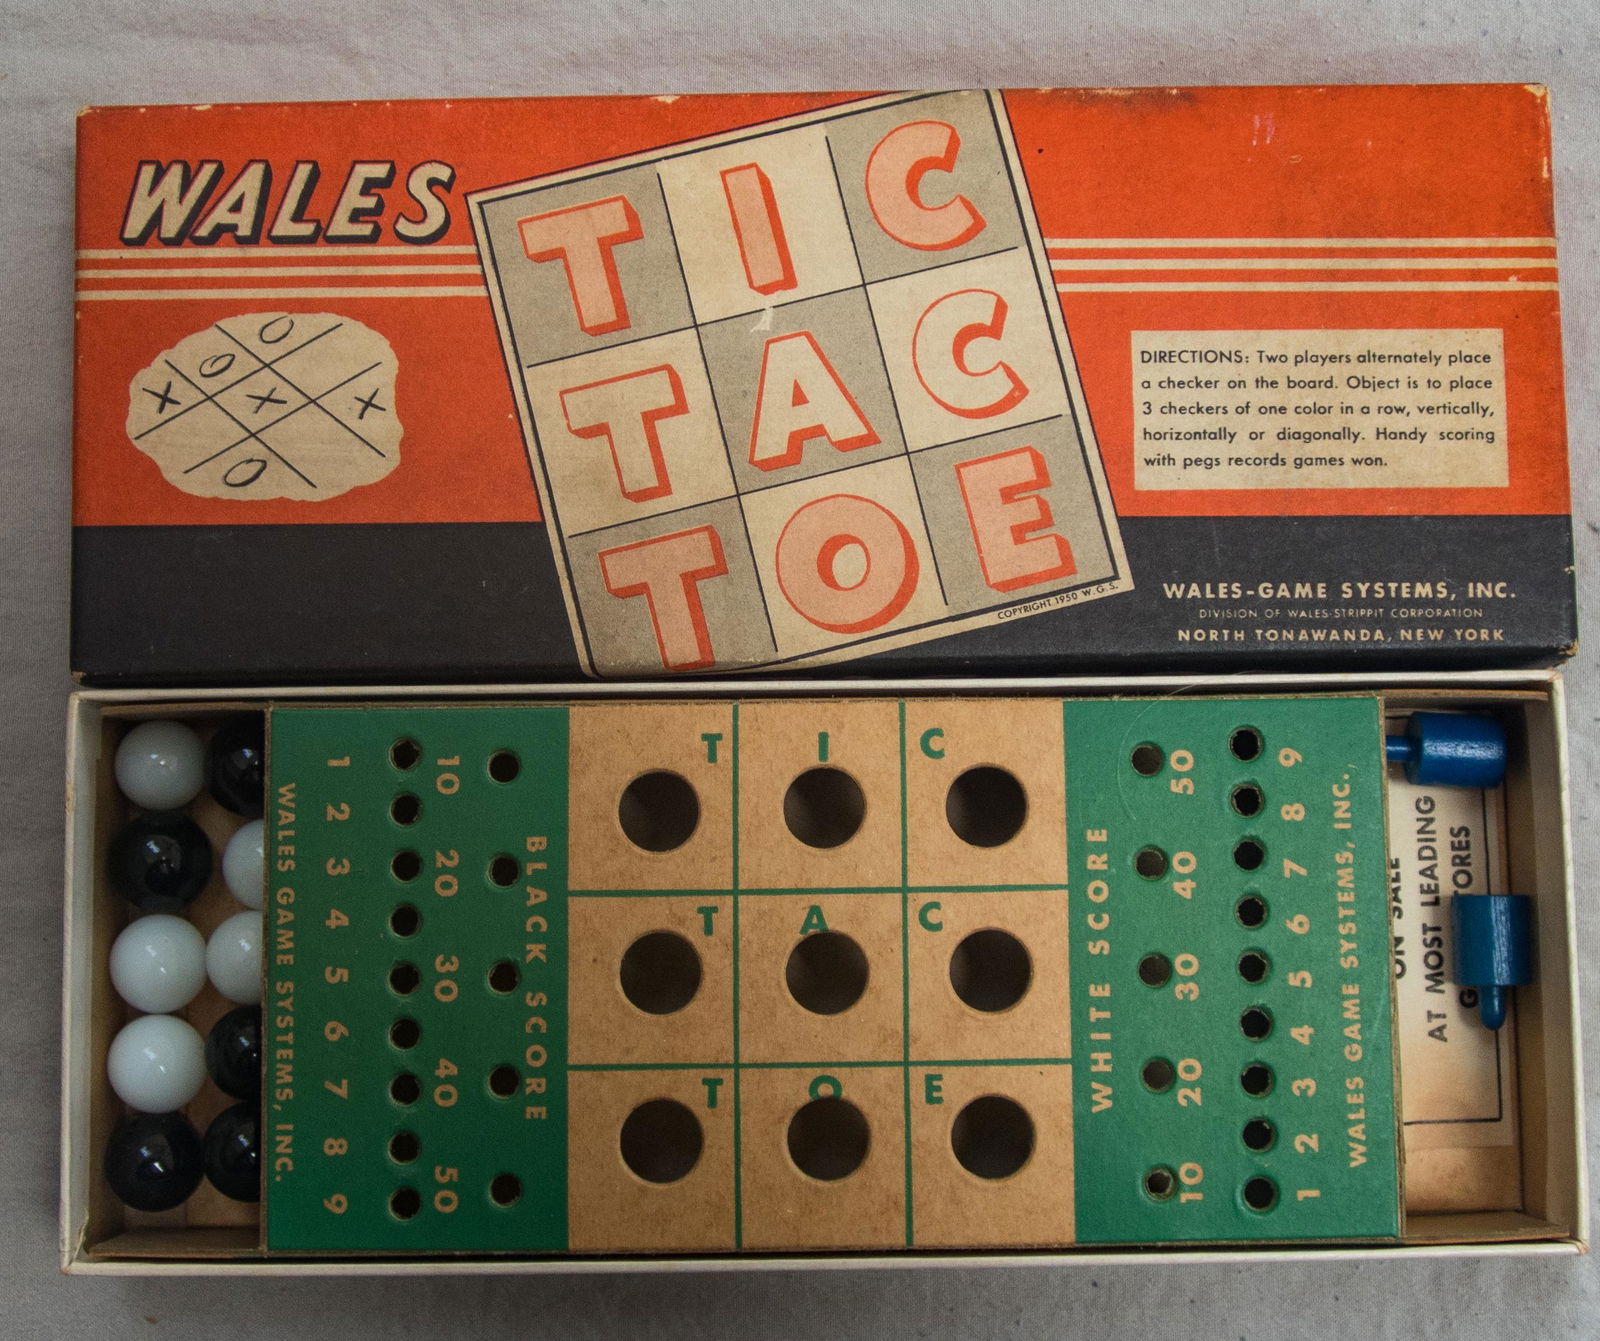 WALES
TIC
TAC
TOE
X O O X X O
DIRECTIONS: Two players alternately place
a checker on the board. Object is to place
3 checkers of one color in a row, vertically,
horizontally or diagonally. Handy scoring
with pegs records games won.
COPYRIGHT 1950 W.G.S.
WALES-GAME SYSTEMS, INC.
DIVISION OF WALES-STRIPPIT CORPORATION
NORTH TONAWANDA, NEW YORK
WALES GAME SYSTEMS, INC.
1 2 3 4 5 6 7 8 9
10 20 30 40 50
BLACK SCORE
T I C
T A C
T O E
WHITE SCORE
10 20 30 40 50
1 2 3 4 5 6 7 8 9
WALES GAME SYSTEMS, INC.
ON SALE
AT MOST LEADING